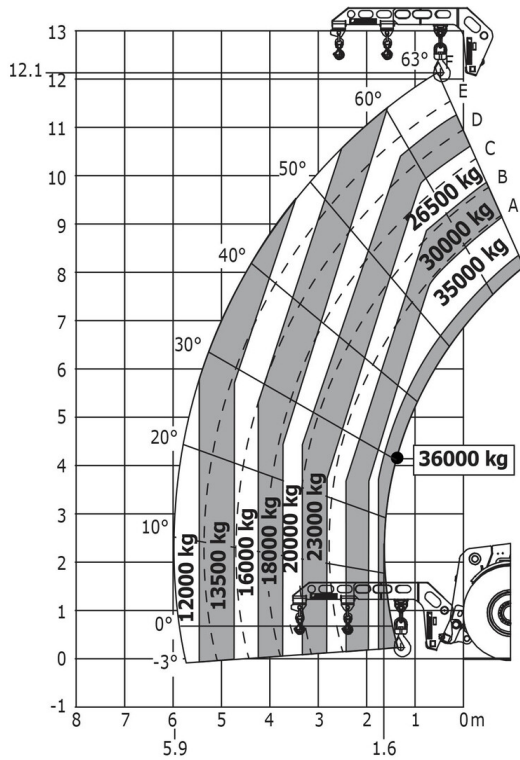 13
12.1
12
11
10
9
8
7
6
5
4
3
2
1
0
-1
63°
F
E
D
C
B
A
60°
50°
40°
30°
20°
10°
0°
-3°
26500 kg
30000 kg
35000 kg
36000 kg
12000 kg
13500 kg
16000 kg
18000 kg
20000 kg
23000 kg
8 7 6 5 4 3 2 1 0m
5.9 1.6